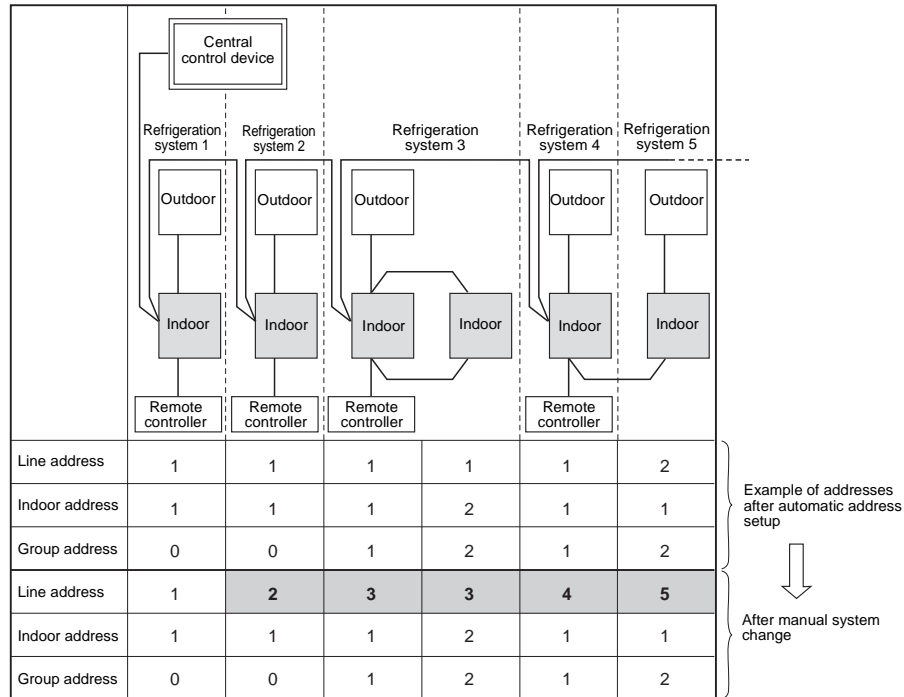 Central
control device
Refrigeration
system 1
Refrigeration
system 2
Refrigeration
system 3
Refrigeration
system 4
Refrigeration
system 5
Outdoor
Outdoor
Outdoor
Outdoor
Outdoor
Indoor
Indoor
Indoor
Indoor
Indoor
Indoor
Remote
controller
Remote
controller
Remote
controller
Remote
controller
Line address 1 1 1 1 1 2
Indoor address 1 1 1 2 1 1
Group address 0 0 1 2 1 2
Example of addresses
after automatic address
setup
Line address 1 2 3 3 4 5
Indoor address 1 1 1 2 1 1
Group address 0 0 1 2 1 2
After manual system
change